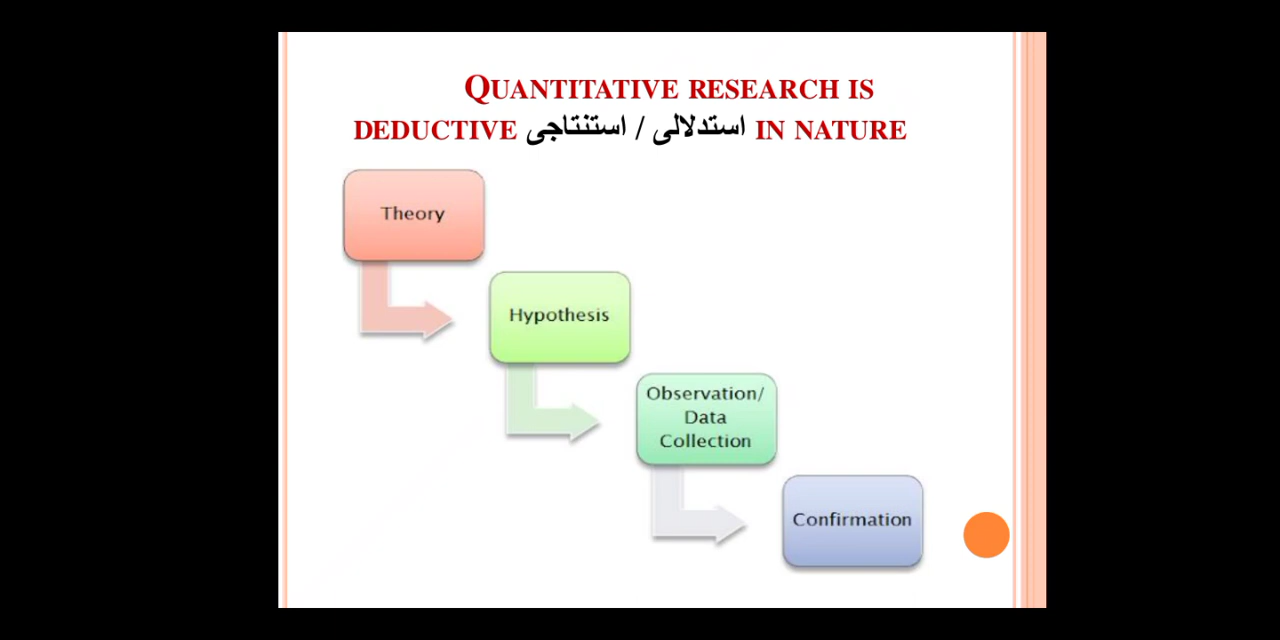 QUANTITATIVE RESEARCH IS
DEDUCTIVE استدلالی / استنتاجی IN NATURE
Theory
Hypothesis
Observation/
Data
Collection
Confirmation